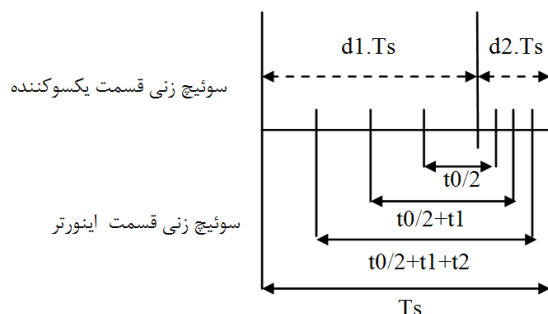 d1.Ts
d2.Ts
سوئیچ زنی قسمت یکسوکننده
t0/2
t0/2+t1
سوئیچ زنی قسمت اینورتر
t0/2+t1+t2
Ts